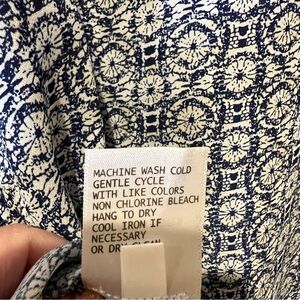 MACHINE WASH COLD
GENTLE CYCLE
WITH LIKE COLORS
NON CHLORINE BLEACH
HANG TO DRY
COOL IRON IF
NECESSARY
OR DRY CLEAN